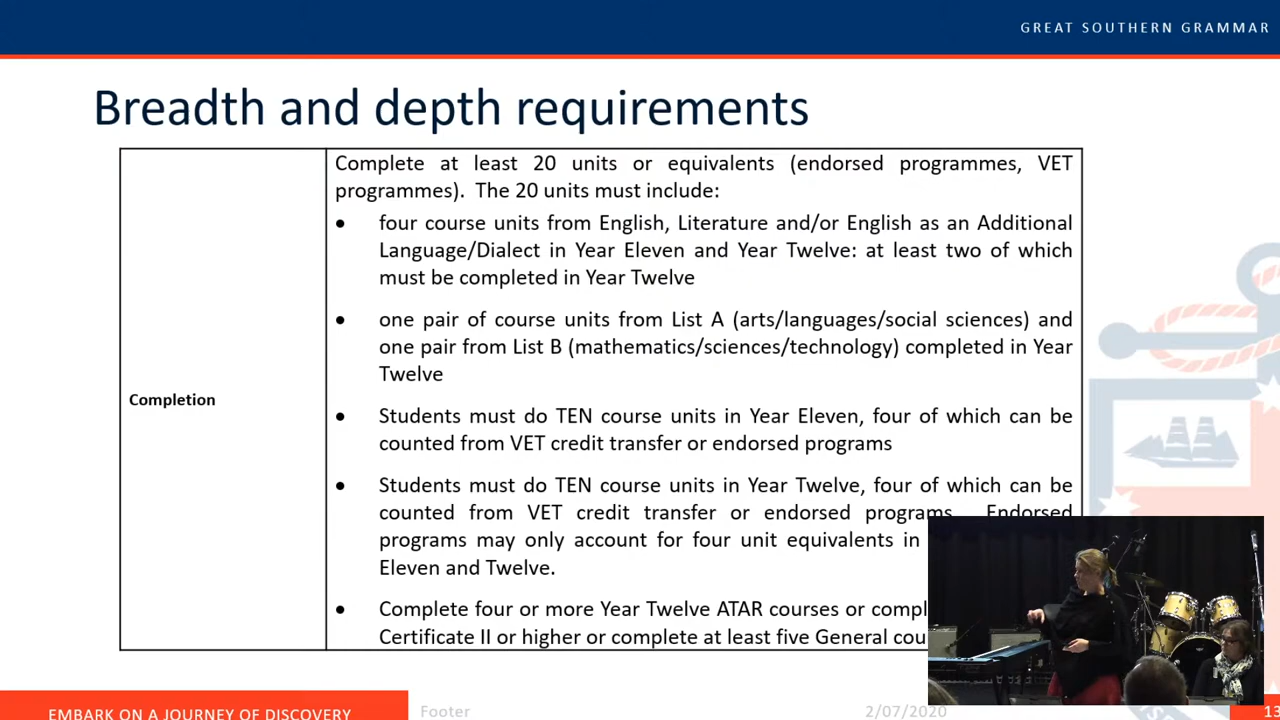 GREAT SOUTHERN GRAMMAR
Breadth and depth requirements
Completion
Complete at least 20 units or equivalents (endorsed programmes, VET
programmes). The 20 units must include:
• four course units from English, Literature and/or English as an Additional
Language/Dialect in Year Eleven and Year Twelve: at least two of which
must be completed in Year Twelve
• one pair of course units from List A (arts/languages/social sciences) and
one pair from List B (mathematics/sciences/technology) completed in Year
Twelve
• Students must do TEN course units in Year Eleven, four of which can be
counted from VET credit transfer or endorsed programs
• Students must do TEN course units in Year Twelve, four of which can be
counted from VET credit transfer or endorsed programs. Endorsed
programs may only account for four unit equivalents in
Eleven and Twelve.
• Complete four or more Year Twelve ATAR courses or
Certificate II or higher or complete at least five General
EMBARK ON A JOURNEY OF DISCOVERY
Footer
2/07/2020
13